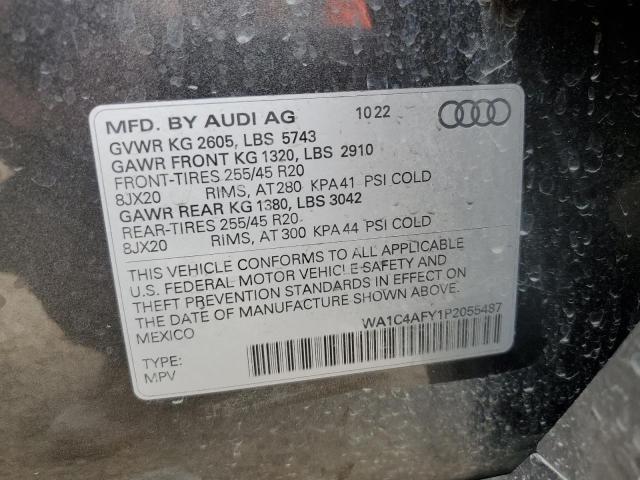 MFD. BY AUDI AG 10 22
GVWR KG 2605, LBS 5743
GAWR FRONT KG 1320, LBS 2910
FRONT-TIRES 255/45 R20
8JX20 RIMS, AT 280 KPA 41 PSI COLD
GAWR REAR KG 1380, LBS 3042
REAR-TIRES 255/45 R20
8JX20 RIMS, AT 300 KPA 44 PSI COLD
THIS VEHICLE CONFORMS TO ALL APPLICABLE
U.S. FEDERAL MOTOR VEHICLE SAFETY AND
THEFT PREVENTION STANDARDS IN EFFECT ON
THE DATE OF MANUFACTURE SHOWN ABOVE.
MEXICO
WA1C4AFY1P2055487
TYPE:
MPV